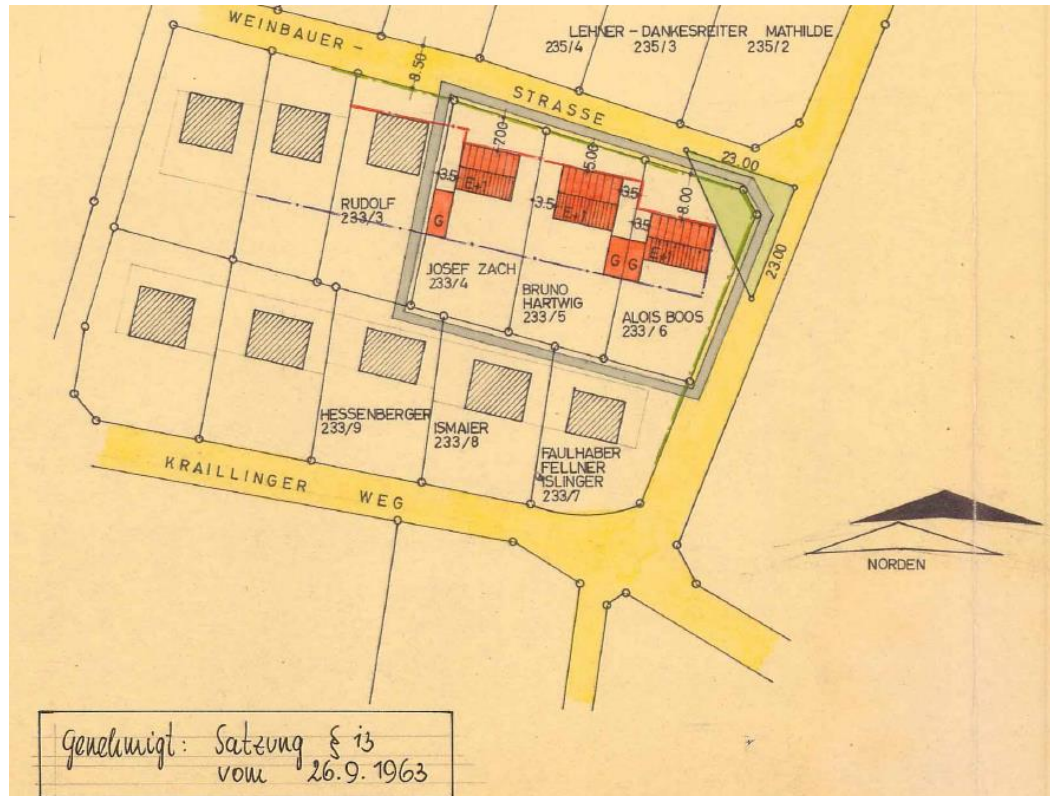 WEINBAUER -
STRASSE
LEHNER - DANKESREITER MATHILDE
235/4 235/3 235/2
8.50
7.00
5.00
8.00
23.00
23.00
3.5
E+1
3.5
E+1
3.5
3.5
E+1
G
G G
RUDOLF
233/3
JOSEF ZACH
233/4
BRUNO
HARTWIG
233/5
ALOIS BOOS
233/6
HESSENBERGER
233/9
ISMAIER
233/8
FAULHABER
FELLNER
ISLINGER
233/7
KRAILLINGER WEG
NORDEN
Genehmigt: Satzung § 13
vom 26.9.1963